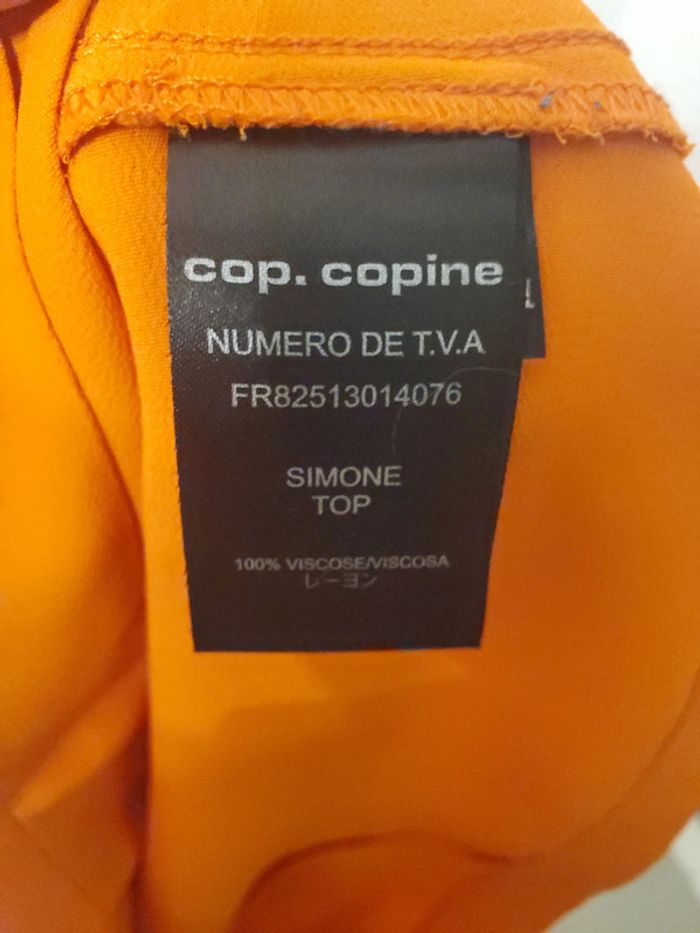 cop. copine
NUMERO DE T.V.A
FR82513014076
SIMONE
TOP
100% VISCOSE/VISCOSA
レーヨン